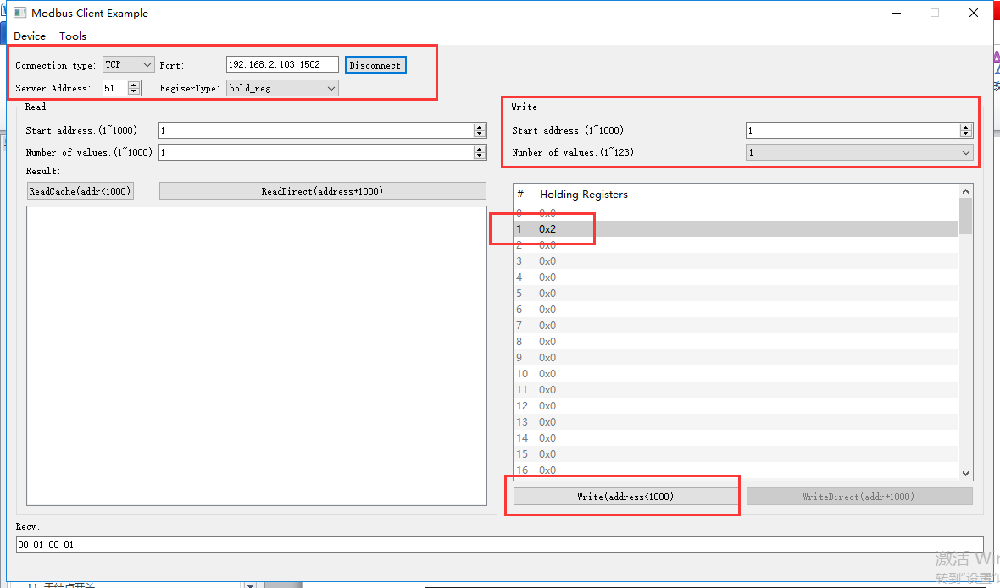 Modbus Client Example
Device Tools
Connection type: TCP Port: 192.168.2.103:1502 Disconnect
Server Address: 51 RegiserType: hold_reg
Read
Start address:(1~1000) 1
Number of values:(1~1000) 1
Result:
ReadCache(addr<1000) ReadDirect(address+1000)
Write
Start address:(1~1000) 1
Number of values:(1~123) 1
# Holding Registers
0 0x0
1 0x2
2 0x0
3 0x0
4 0x0
5 0x0
6 0x0
7 0x0
8 0x0
9 0x0
10 0x0
11 0x0
12 0x0
13 0x0
14 0x0
15 0x0
16 0x0
Write(address<1000) WriteDirect(addr+1000)
Recv:
00 01 00 01
激活 Win
转到"设置"以